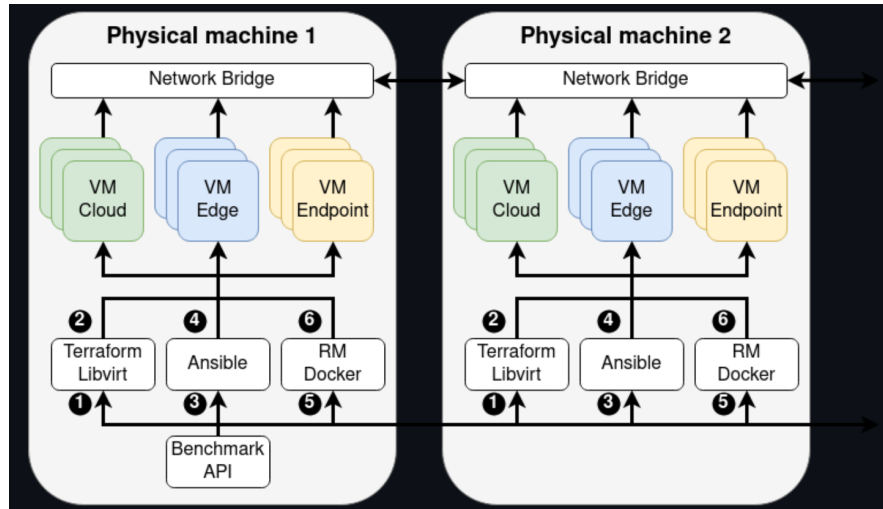 Physical machine 1
Network Bridge
VM
Cloud
VM
Edge
VM
Endpoint
2
4
6
Terraform
Libvirt
Ansible
RM
Docker
1
3
5
Benchmark
API
Physical machine 2
Network Bridge
VM
Cloud
VM
Edge
VM
Endpoint
2
4
6
Terraform
Libvirt
Ansible
RM
Docker
1
3
5